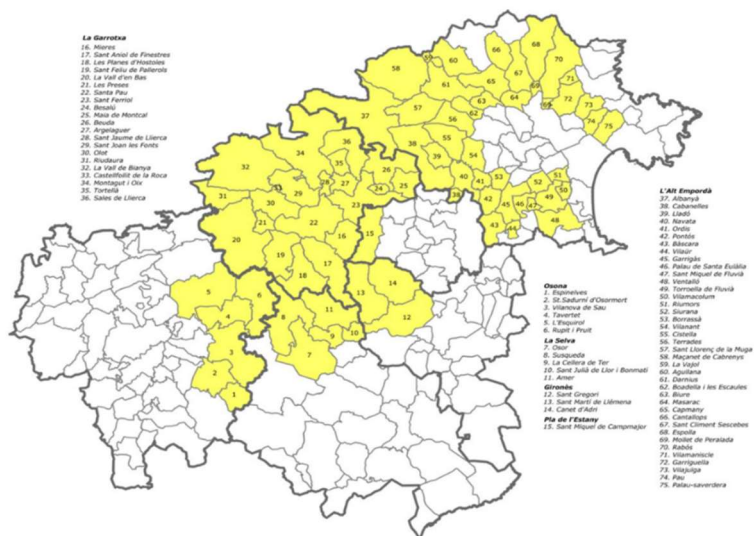 La Garrotxa
16. Mieres
17. Sant Aniol de Finestres
18. Les Planes d'Hostoles
19. Sant Feliu de Pallerols
20. La Vall d'en Bas
21. Les Preses
22. Santa Pau
23. Sant Ferriol
24. Besalú
25. Maia de Montcal
26. Beuda
27. Argelaguer
28. Sant Jaume de Llierca
29. Sant Joan les Fonts
30. Olot
31. Riudaura
32. La Vall de Bianya
33. Castellfollit de la Roca
34. Montagut i Oix
35. Tortellà
36. Sales de Llierca
Osona
1. Espinelves
2. St.Sadurní d'Osormort
3. Vilanova de Sau
4. Tavertet
5. L'Esquirol
6. Rupit i Pruit
La Selva
7. Osor
8. Susqueda
9. La Cellera de Ter
10. Sant Julià de Llor i Bonmatí
11. Amer
Gironès
12. Sant Gregori
13. Sant Martí de Llémena
14. Canet d'Adri
Pla de l'Estany
15. Sant Miquel de Campmajor
L'Alt Empordà
37. Albanyà
38. Cabanelles
39. Lladó
40. Navata
41. Ordis
42. Pontós
43. Bàscara
44. Vilaür
45. Garrigàs
46. Palau de Santa Eulàlia
47. Sant Miquel de Fluvià
48. Ventalló
49. Torroella de Fluvià
50. Vilamacolum
51. Riumors
52. Siurana
53. Borrassà
54. Vilanant
55. Cistella
56. Terrades
57. Sant Llorenç de la Muga
58. Maçanet de Cabrenys
59. La Vajol
60. Agullana
61. Darnius
62. Boadella i les Escaules
63. Biure
64. Masarac
65. Capmany
66. Cantallops
67. Sant Climent Sescebes
68. Espolla
69. Mollet de Peralada
70. Rabós
71. Vilamaniscle
72. Garriguella
73. Vilajuïga
74. Pau
75. Palau-saverdera